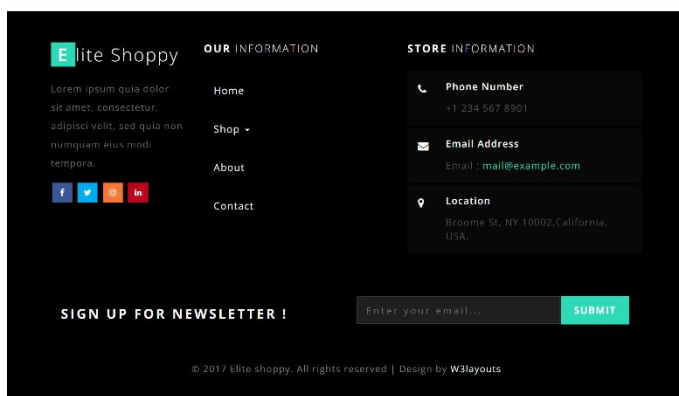 Elite Shoppy
Lorem ipsum quia dolor
sit amet, consectetur,
adipisci velit, sed quia non
numquam eius modi
tempora.
f
in
OUR INFORMATION
Home
Shop
About
Contact
STORE INFORMATION
Phone Number
+1 234 567 8901
Email Address
Email : mail@example.com
Location
Broome St, NY 10002,California,
USA.
SIGN UP FOR NEWSLETTER !
Enter your email...
SUBMIT
© 2017 Elite shoppy. All rights reserved | Design by W3layouts